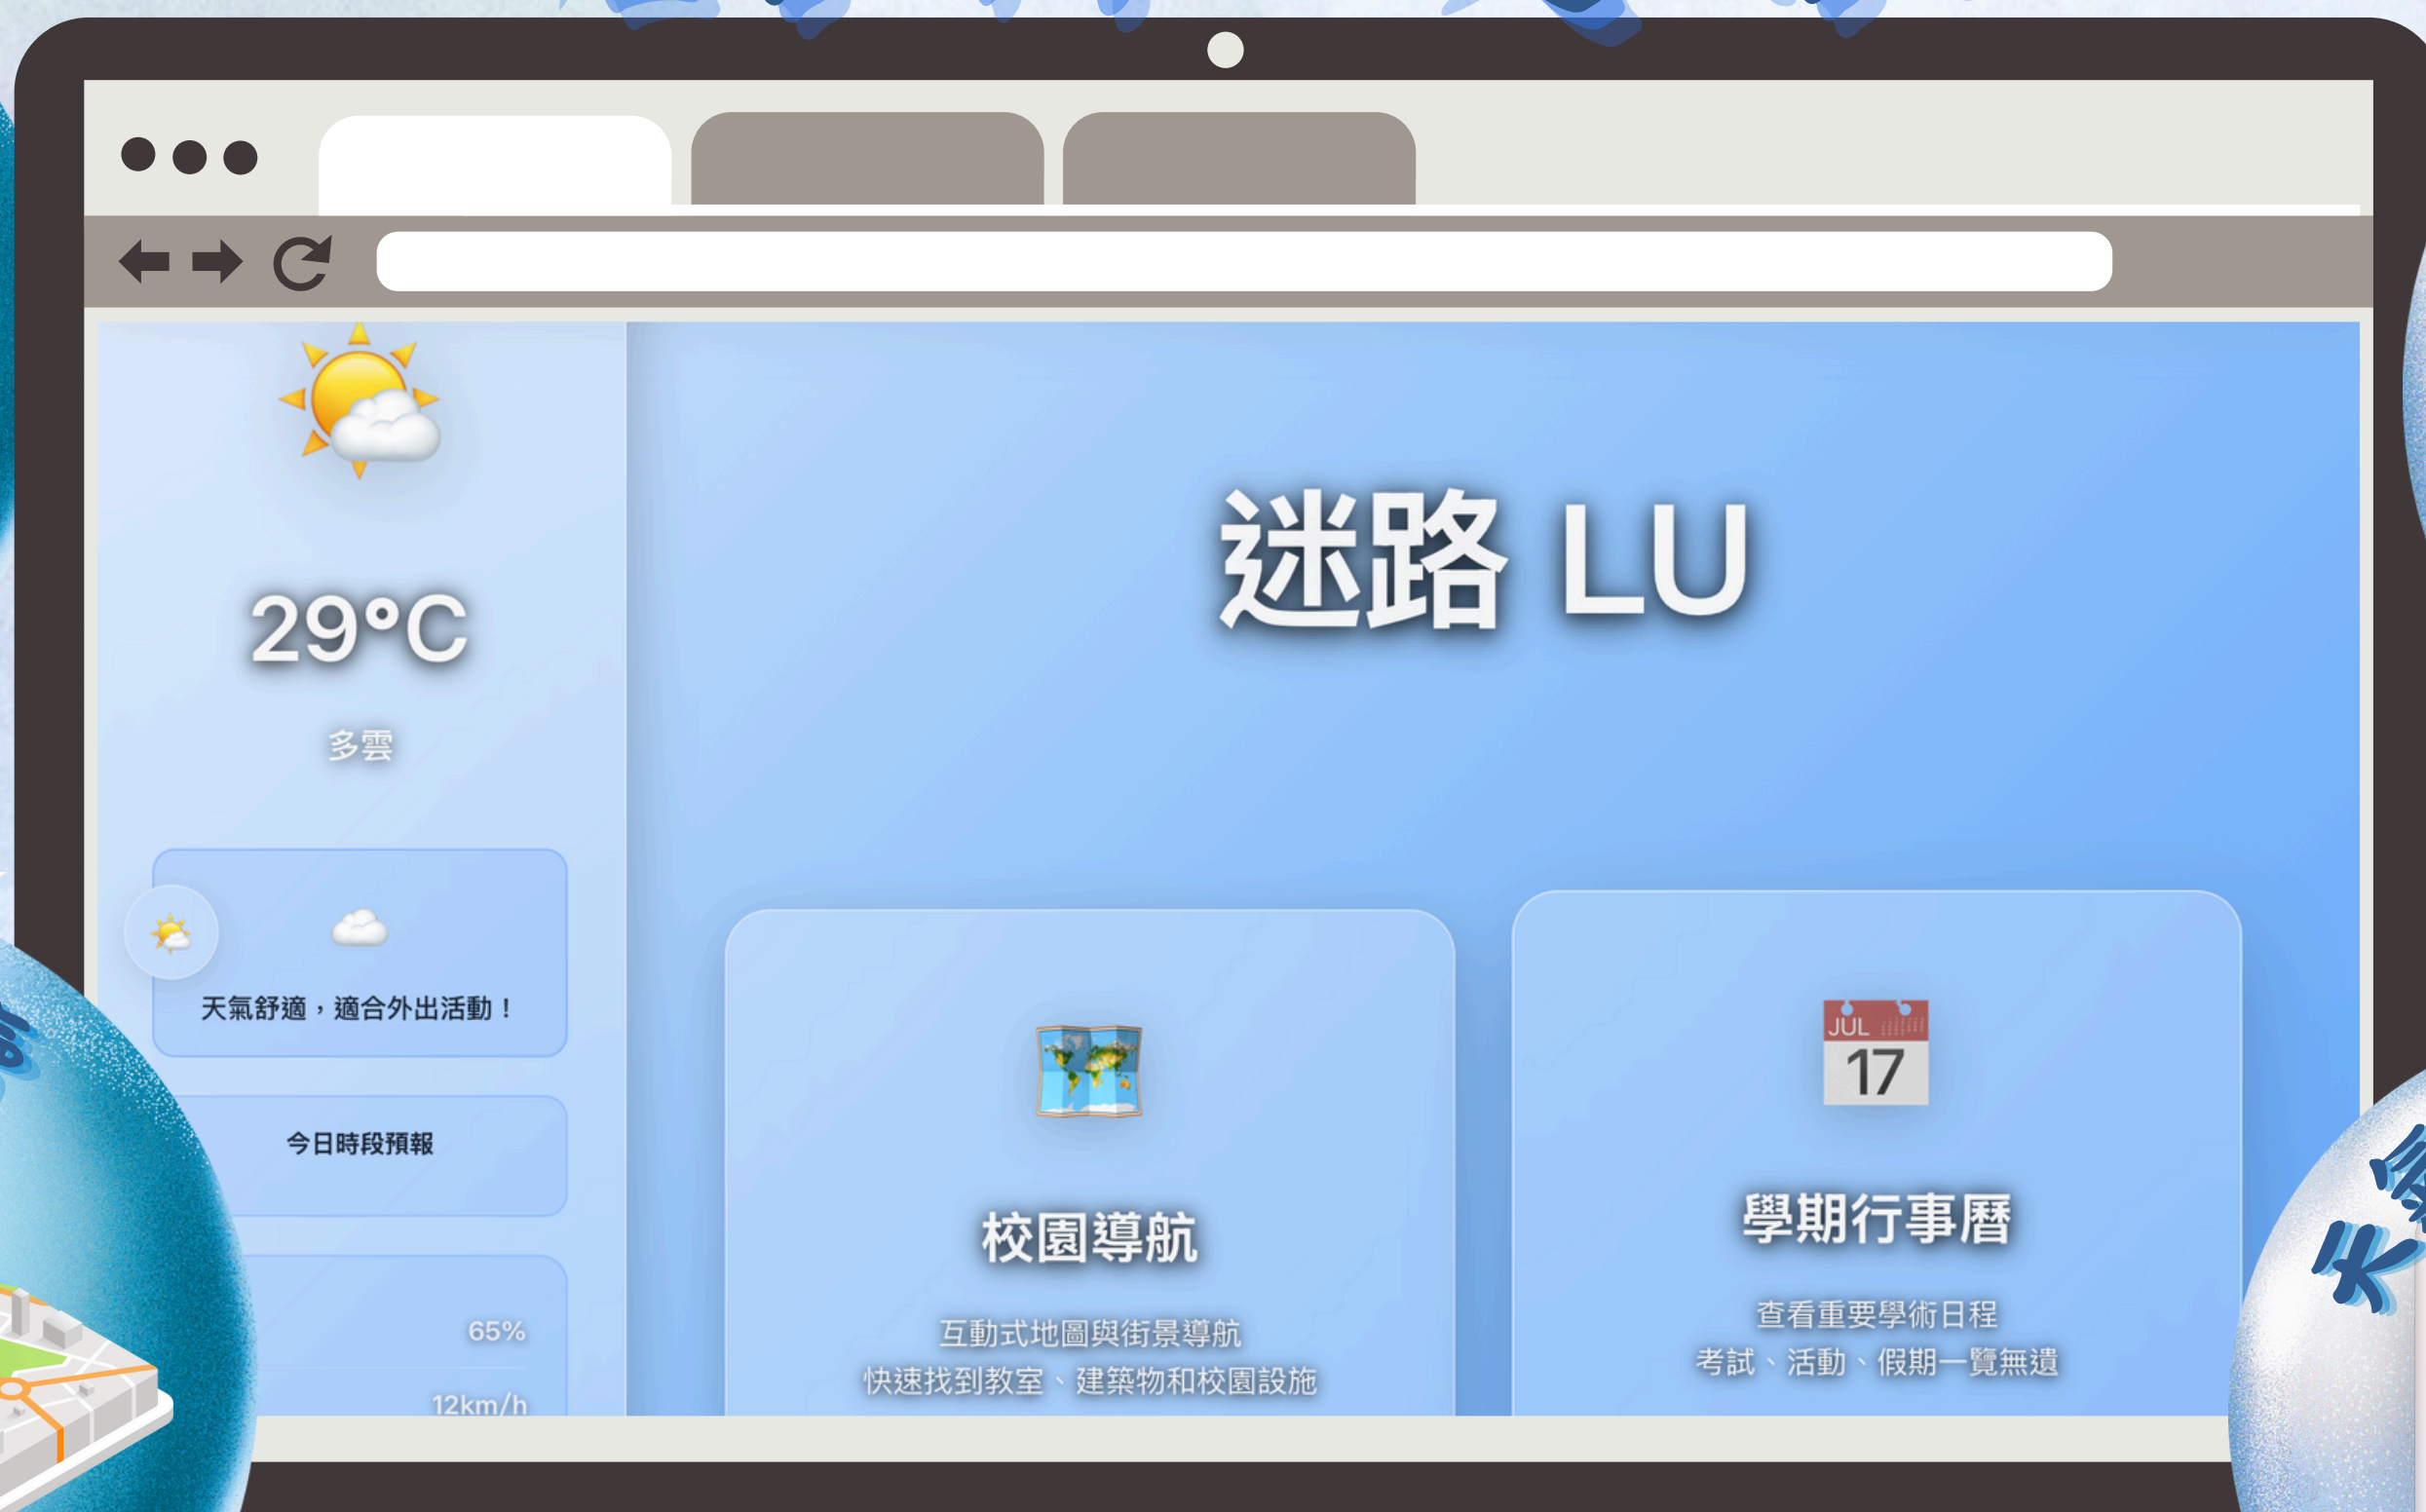 29°C
多雲
天氣舒適，適合外出活動！
今日時段預報
65%
12km/h
迷路 LU
JUL
17
校園導航
互動式地圖與街景導航
快速找到教室、建築物和校園設施
學期行事曆
查看重要學術日程
考試、活動、假期一覽無遺